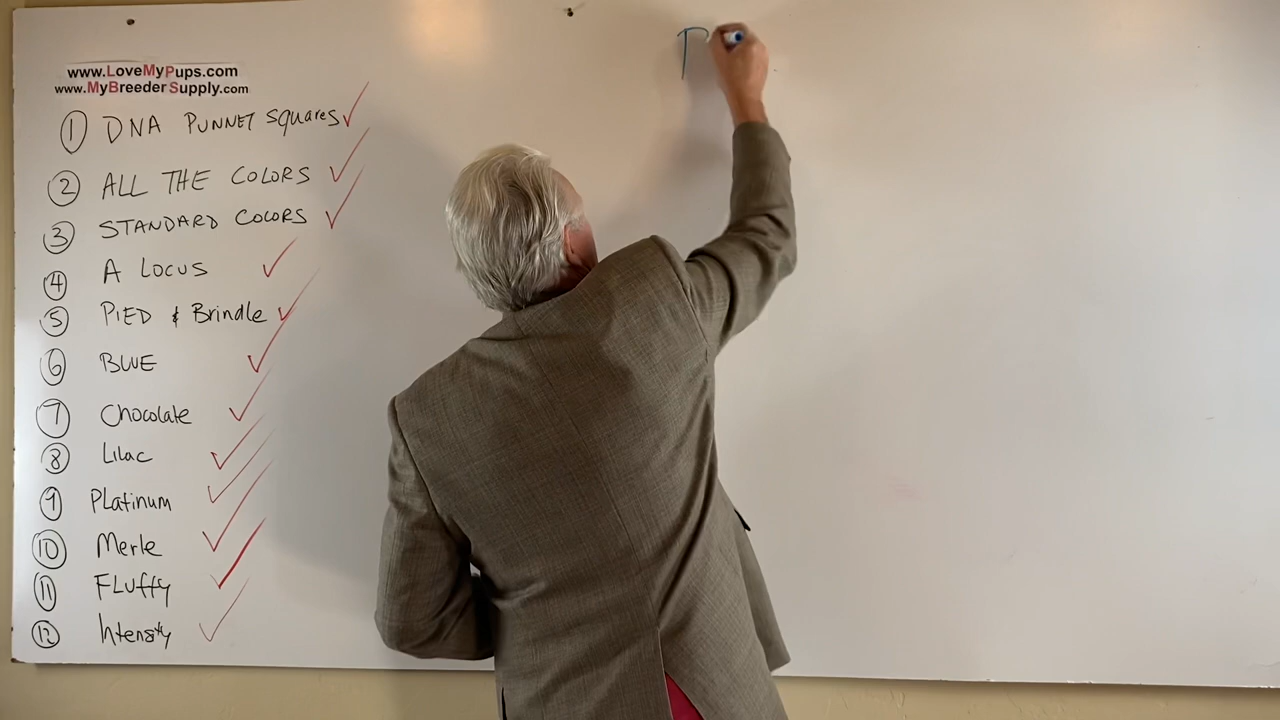 www.LoveMyPups.com
www.MyBreederSupply.com
1 DNA PUNNET SQuares
2 ALL THE COLORS
3 STANDARD COLORS
4 A LOCUS
5 PIED & Brindle
6 BLUE
7 Chocolate
8 Lilac
9 PLatinum
10 Merle
11 FLuffy
12 Intensity